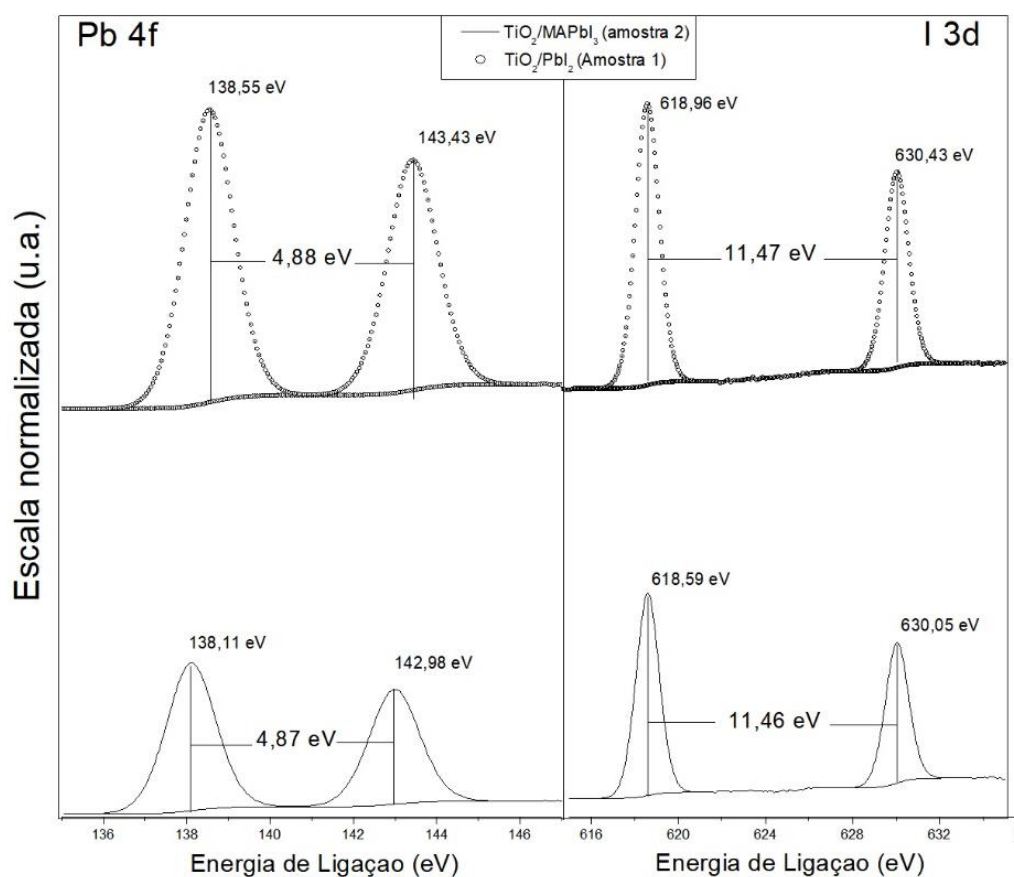 Pb 4f
I 3d
TiO₂/MAPbI₃ (amostra 2)
TiO₂/PbI₂ (Amostra 1)
138,55 eV
143,43 eV
4,88 eV
618,96 eV
630,43 eV
11,47 eV
138,11 eV
142,98 eV
4,87 eV
618,59 eV
630,05 eV
11,46 eV
Escala normalizada (u.a.)
136 138 140 142 144 146
616 620 624 628 632
Energia de Ligaçao (eV)
Energia de Ligaçao (eV)